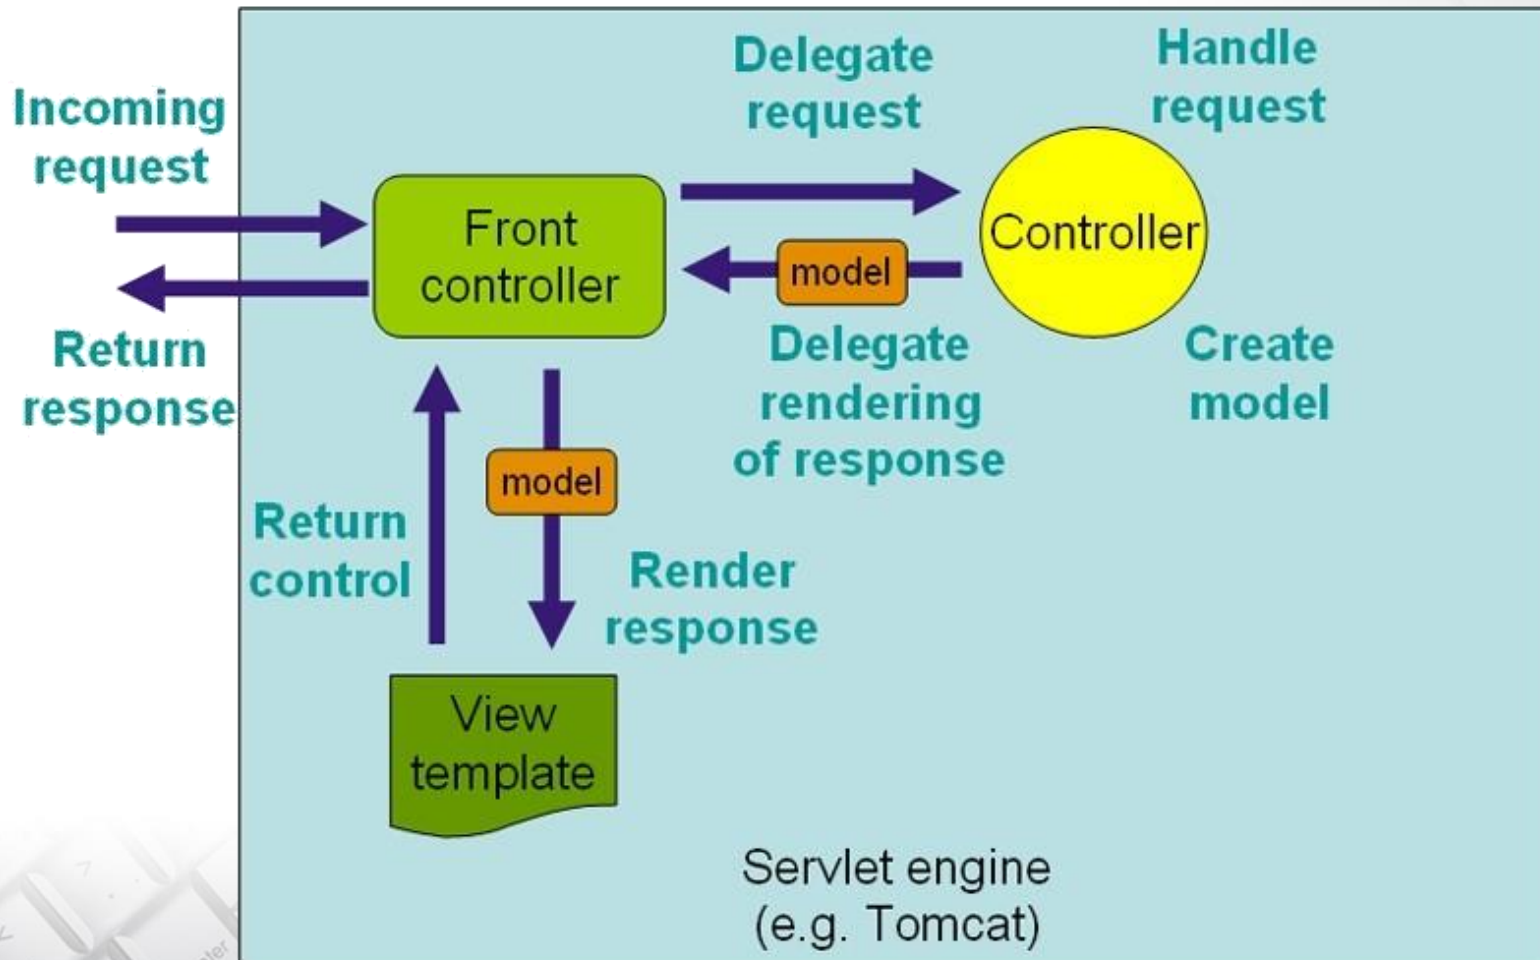 Incoming
request
Return
response
Delegate
request
Handle
request
Front
controller
Controller
model
Delegate
rendering
of response
Create
model
model
Return
control
Render
response
View
template
Servlet engine
(e.g. Tomcat)